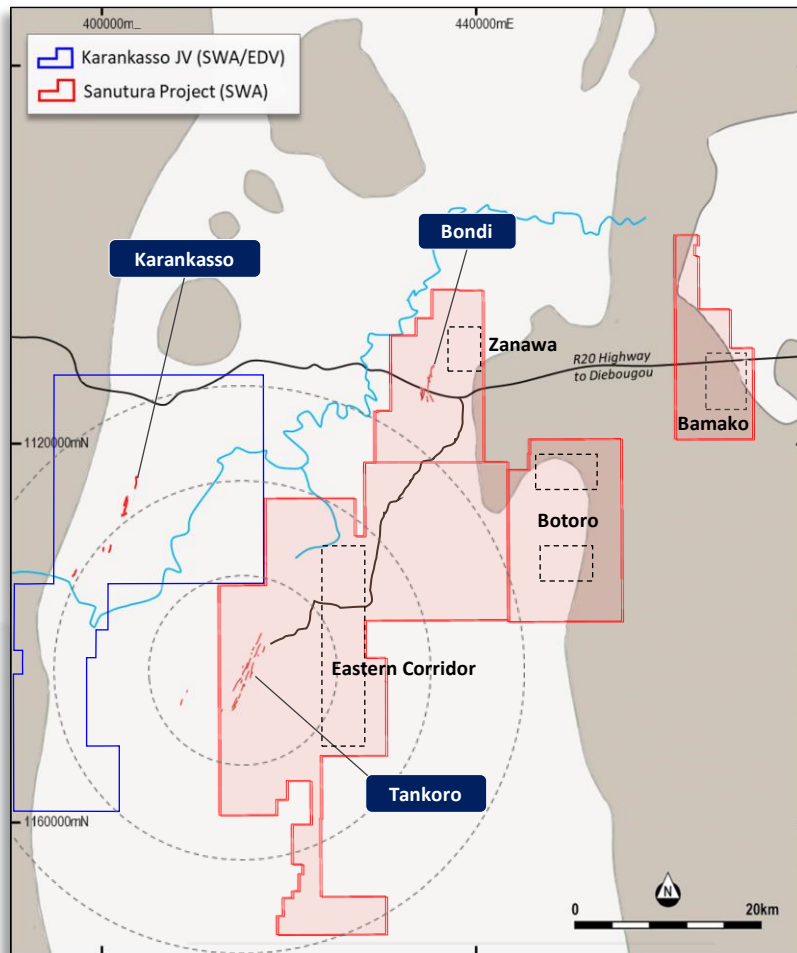 400000m_
440000mE
Karankasso JV (SWA/EDV)
Sanutura Project (SWA)
Bondi
Karankasso
Zanawa
R20 Highway
to Diebougou
Bamako
1120000mN
Botoro
Eastern Corridor
Tankoro
1160000mN
N
0
20km